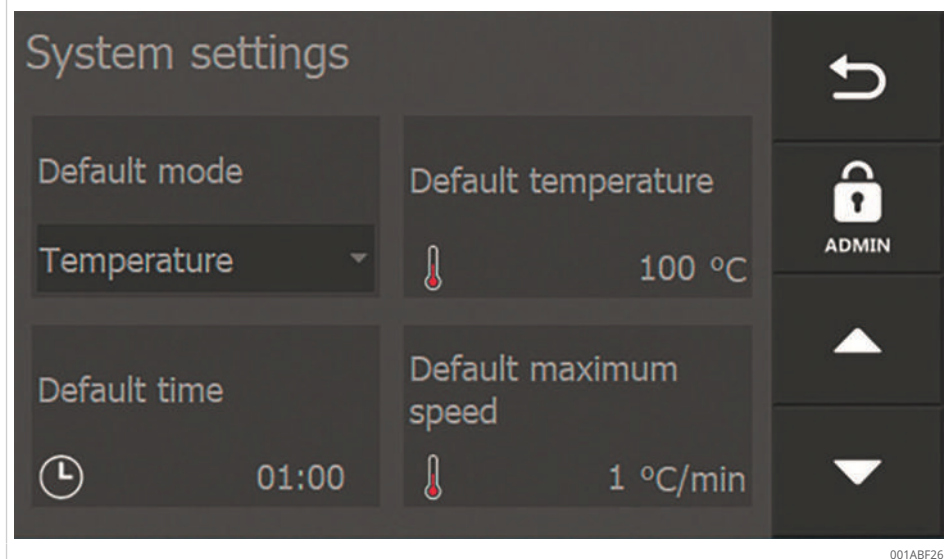 System settings
Default mode
Temperature
Default temperature
100 °C
Default time
01:00
Default maximum
speed
1 °C/min
ADMIN
001ABF26